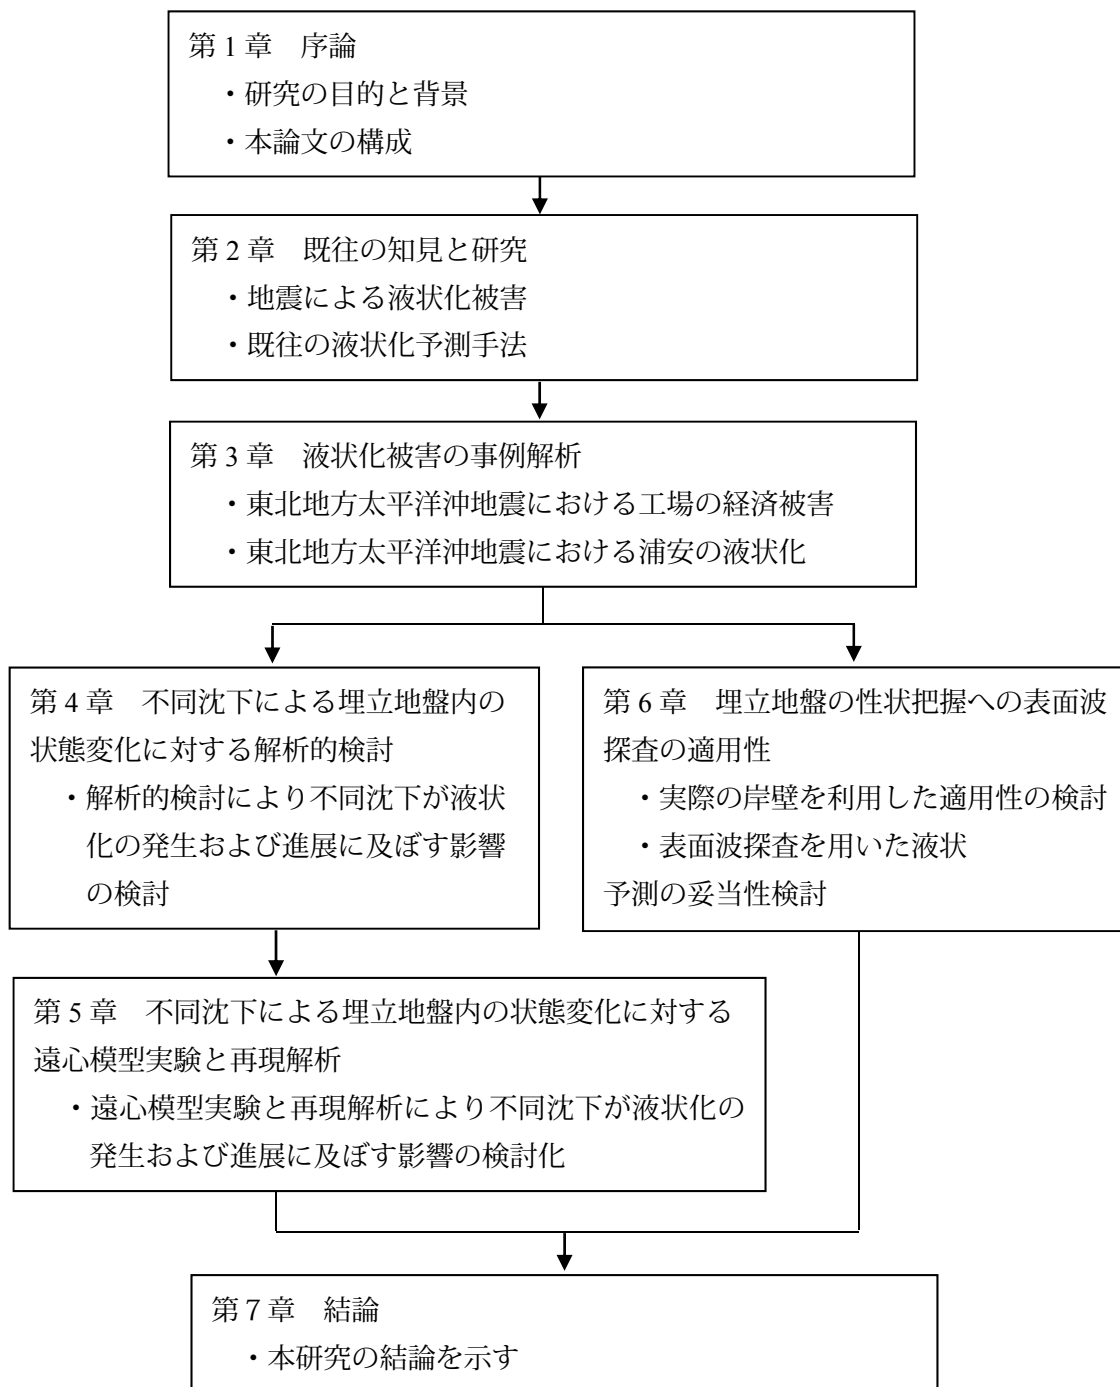 第 1 章　序論
・研究の目的と背景
・本論文の構成
第 2 章　既往の知見と研究
・地震による液状化被害
・既往の液状化予測手法
第 3 章　液状化被害の事例解析
・東北地方太平洋沖地震における工場の経済被害
・東北地方太平洋沖地震における浦安の液状化
第 4 章　不同沈下による埋立地盤内の
状態変化に対する解析的検討
・解析的検討により不同沈下が液状
化の発生および進展に及ぼす影響
の検討
第 6 章　埋立地盤の性状把握への表面波
探査の適用性
・実際の岸壁を利用した適用性の検討
・表面波探査を用いた液状
予測の妥当性検討
第 5 章　不同沈下による埋立地盤内の状態変化に対する
遠心模型実験と再現解析
・遠心模型実験と再現解析により不同沈下が液状化の
発生および進展に及ぼす影響の検討化
第７章　結論
・本研究の結論を示す